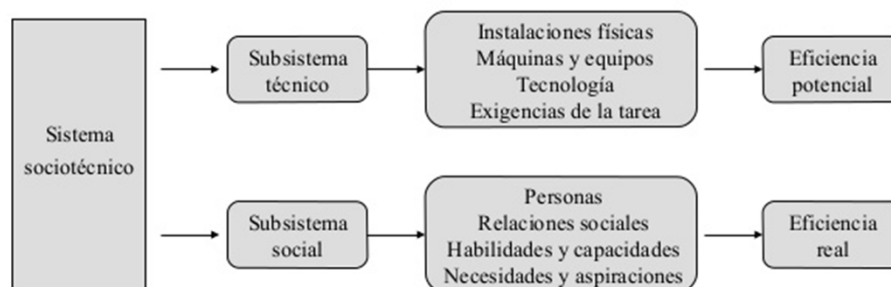 Sistema
sociotécnico
Subsistema
técnico
Instalaciones físicas
Máquinas y equipos
Tecnología
Exigencias de la tarea
Eficiencia
potencial
Subsistema
social
Personas
Relaciones sociales
Habilidades y capacidades
Necesidades y aspiraciones
Eficiencia
real